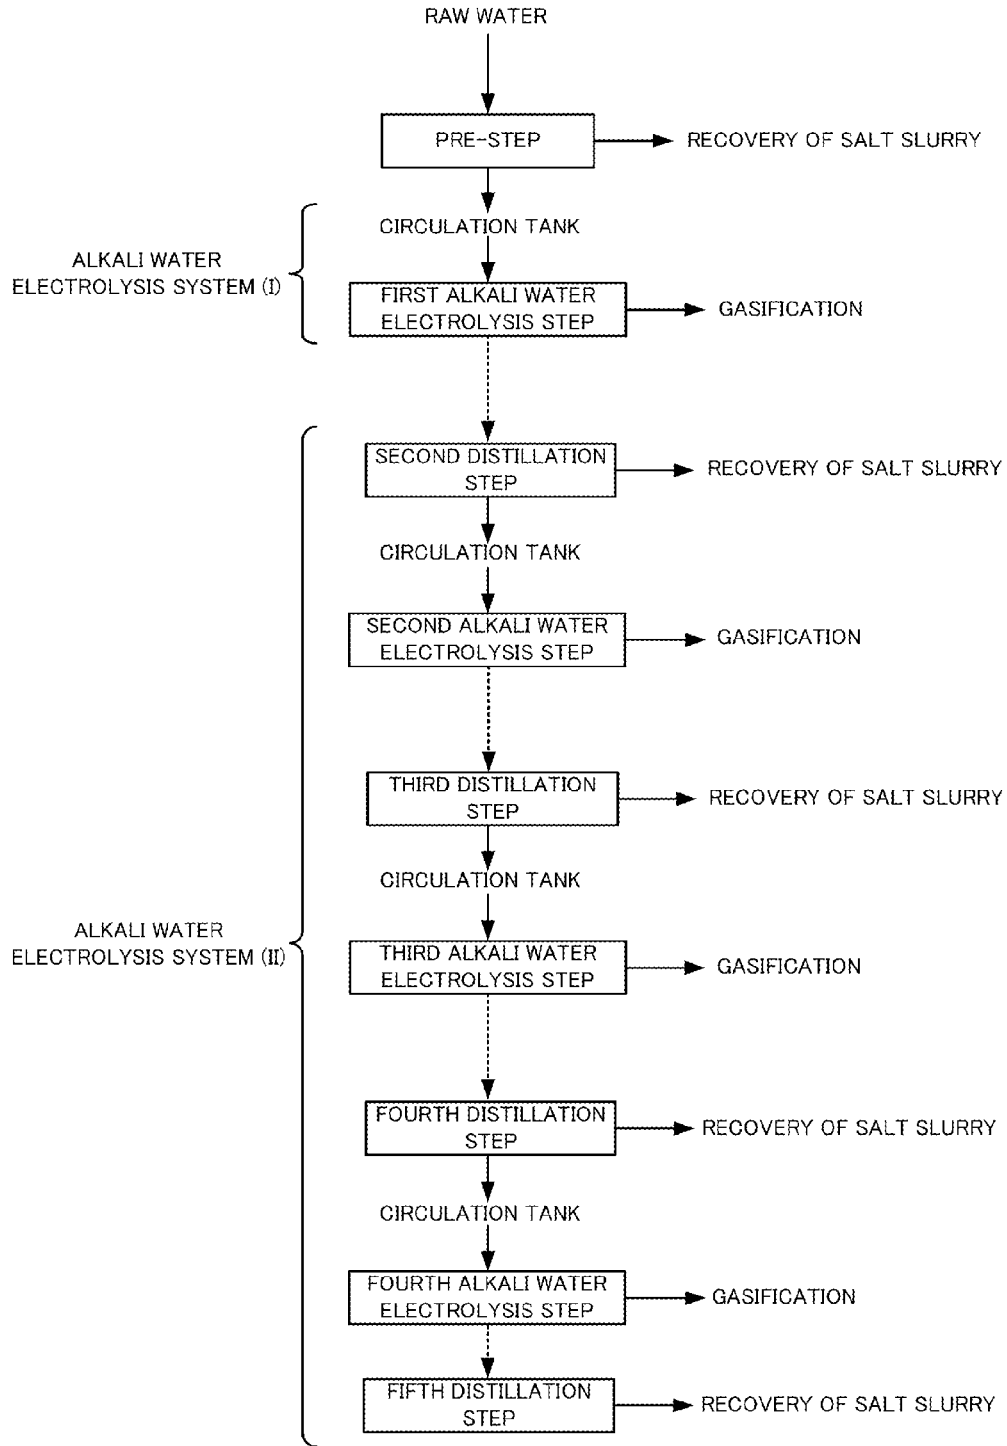 RAW WATER
PRE-STEP
RECOVERY OF SALT SLURRY
CIRCULATION TANK
ALKALI WATER
ELECTROLYSIS SYSTEM (I)
FIRST ALKALI WATER
ELECTROLYSIS STEP
GASIFICATION
SECOND DISTILLATION
STEP
RECOVERY OF SALT SLURRY
CIRCULATION TANK
SECOND ALKALI WATER
ELECTROLYSIS STEP
GASIFICATION
THIRD DISTILLATION
STEP
RECOVERY OF SALT SLURRY
CIRCULATION TANK
ALKALI WATER
ELECTROLYSIS SYSTEM (II)
THIRD ALKALI WATER
ELECTROLYSIS STEP
GASIFICATION
FOURTH DISTILLATION
STEP
RECOVERY OF SALT SLURRY
CIRCULATION TANK
FOURTH ALKALI WATER
ELECTROLYSIS STEP
GASIFICATION
FIFTH DISTILLATION
STEP
RECOVERY OF SALT SLURRY